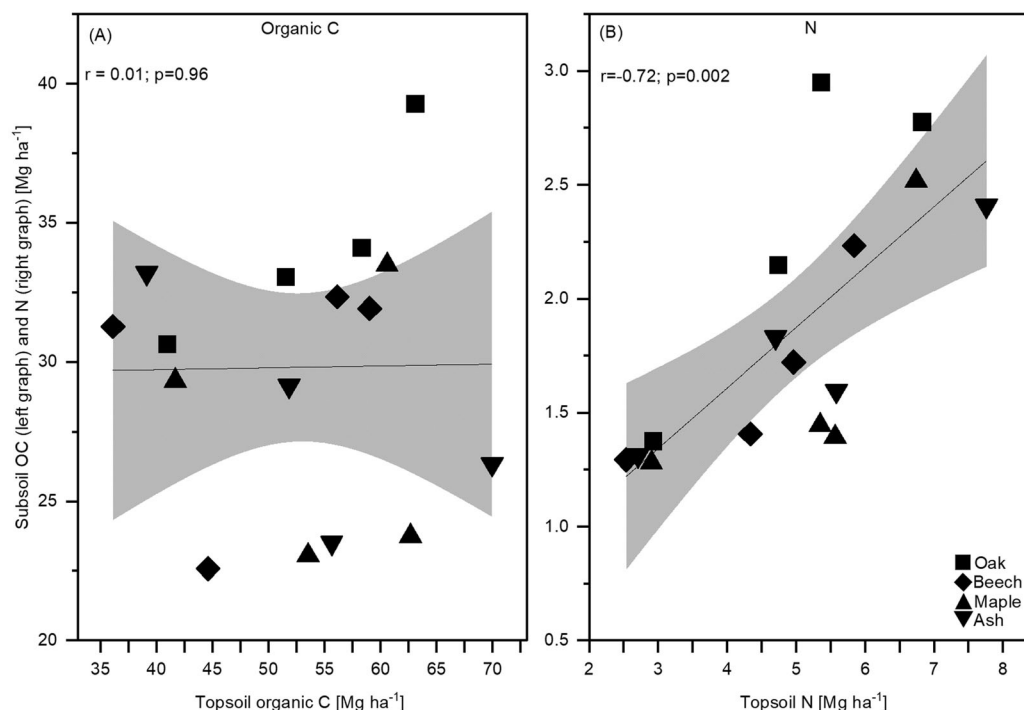 (A)
Organic C
r = 0.01; p=0.96
Subsoil OC (left graph) and N (right graph) [Mg ha⁻¹]
40
35
30
25
20
35 40 45 50 55 60 65 70
Topsoil organic C [Mg ha⁻¹]
(B)
N
r=-0.72; p=0.002
3.0
2.5
2.0
1.5
1.0
0.5
Oak
Beech
Maple
Ash
2 3 4 5 6 7 8
Topsoil N [Mg ha⁻¹]